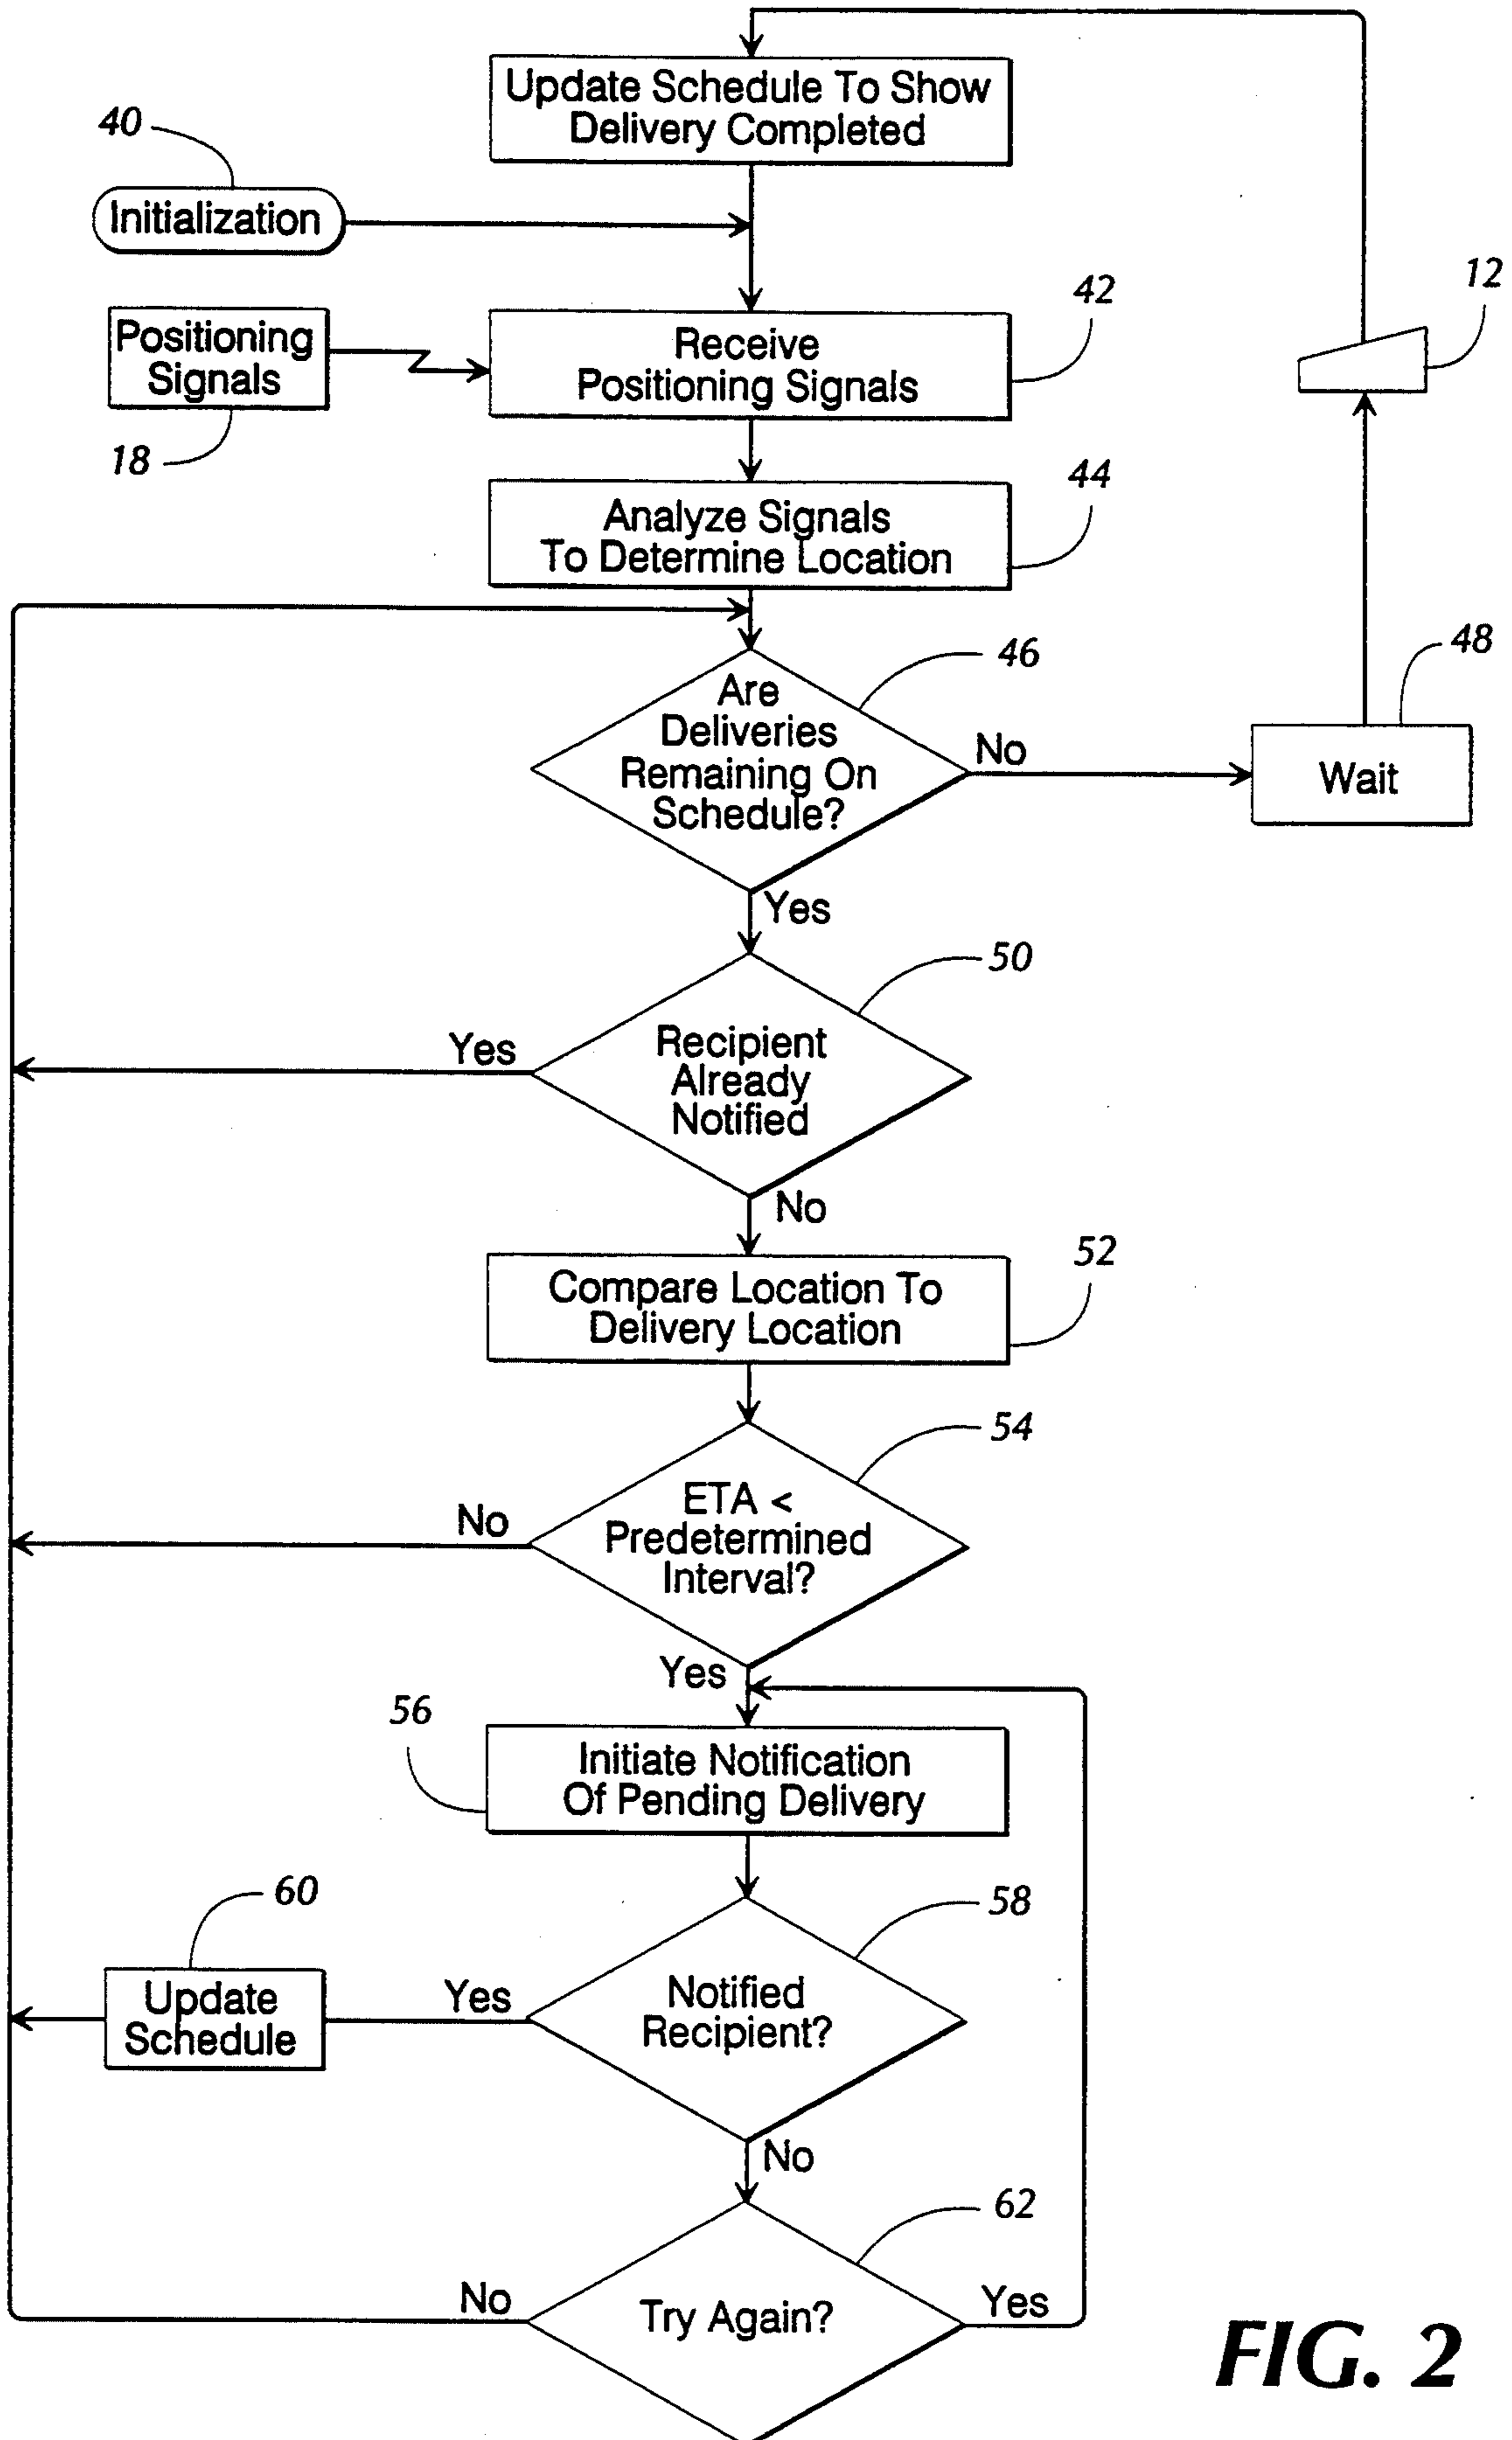 Update Schedule To Show
Delivery Completed
40
Initialization
42
12
Positioning
Signals
Receive
Positioning Signals
18
44
Analyze Signals
To Determine Location
46
48
Are
Deliveries
Remaining On
Schedule?
No
Wait
Yes
50
Yes
Recipient
Already
Notified
No
52
Compare Location To
Delivery Location
54
No
ETA <
Predetermined
Interval?
Yes
56
Initiate Notification
Of Pending Delivery
60
58
Update
Schedule
Yes
Notified
Recipient?
No
62
No
Try Again?
Yes
FIG. 2